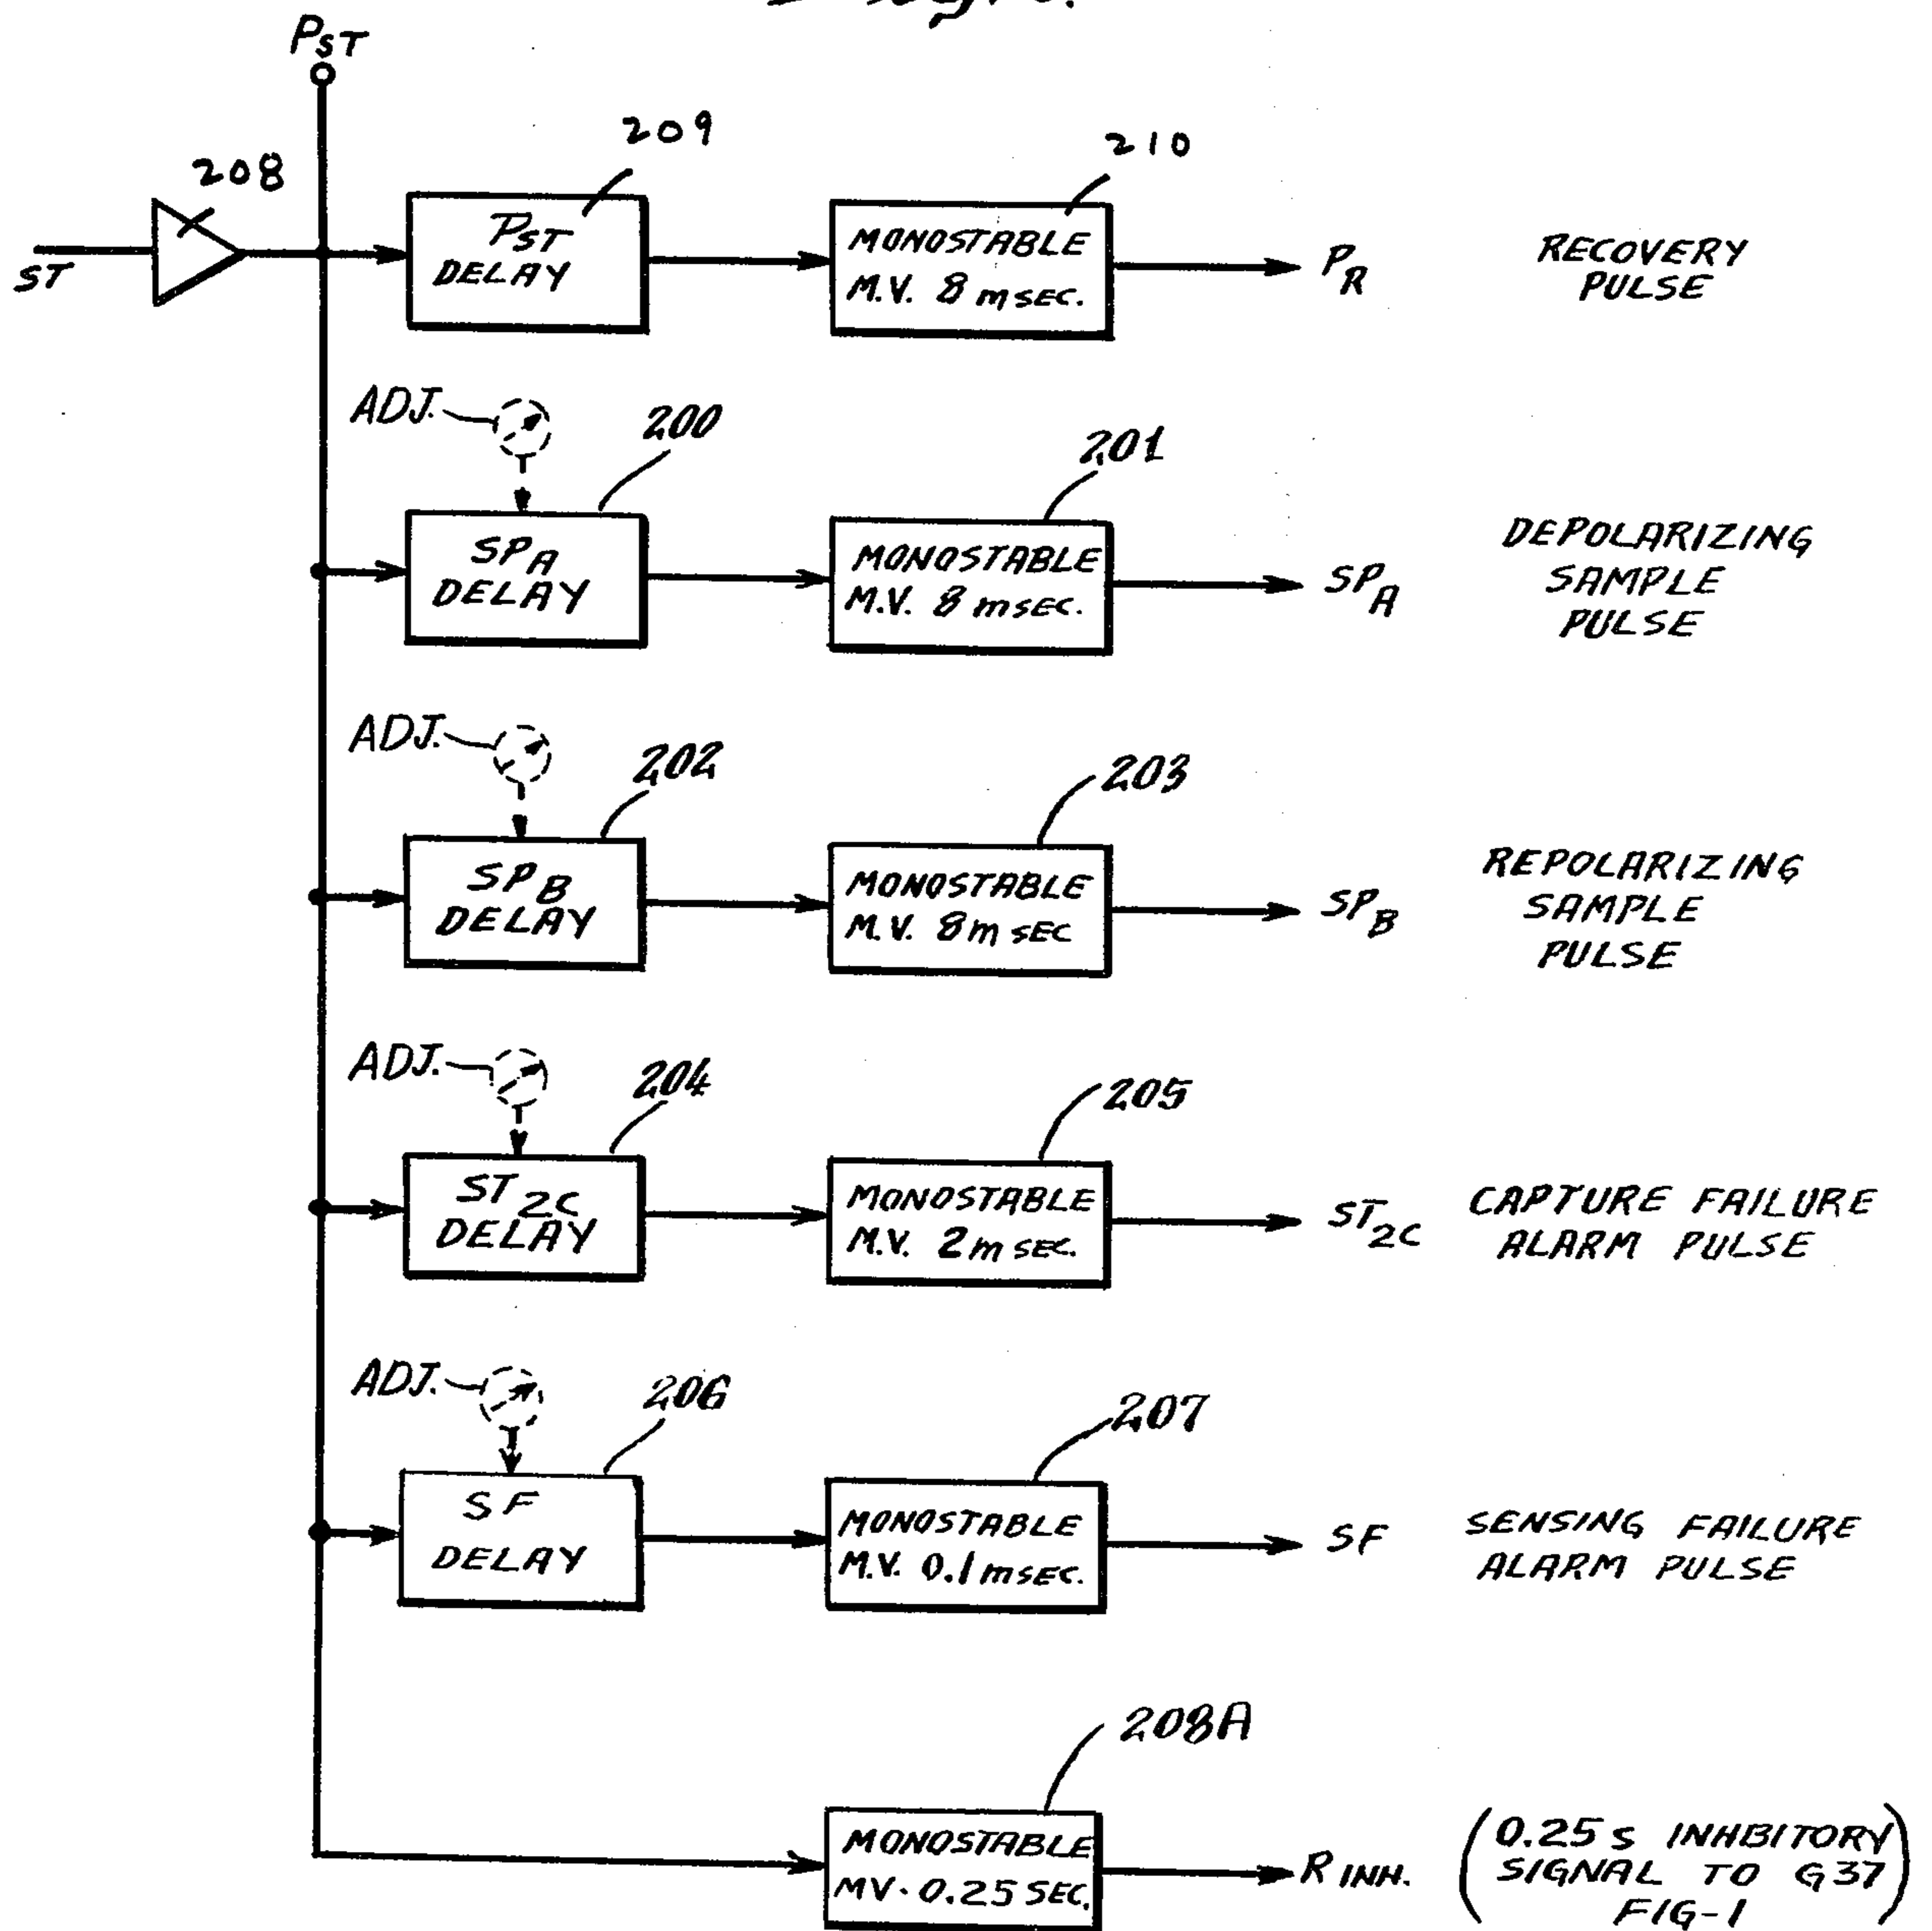 P_ST
208
ST
209
P_ST
DELAY
210
MONOSTABLE
M.V. 8 msec.
P_R
RECOVERY
PULSE
ADJ.
200
SP_A
DELAY
201
MONOSTABLE
M.V. 8 msec.
SP_A
DEPOLARIZING
SAMPLE
PULSE
ADJ.
202
SP_B
DELAY
203
MONOSTABLE
M.V. 8 m sec
SP_B
REPOLARIZING
SAMPLE
PULSE
ADJ.
204
ST_2C
DELAY
205
MONOSTABLE
M.V. 2 m sec.
ST_2C
CAPTURE FAILURE
ALARM PULSE
ADJ.
206
SF
DELAY
207
MONOSTABLE
M.V. 0.1 msec.
SF
SENSING FAILURE
ALARM PULSE
208A
MONOSTABLE
MV. 0.25 SEC.
R INH.
(0.25 s INHBITORY
SIGNAL TO G37
FIG-1)